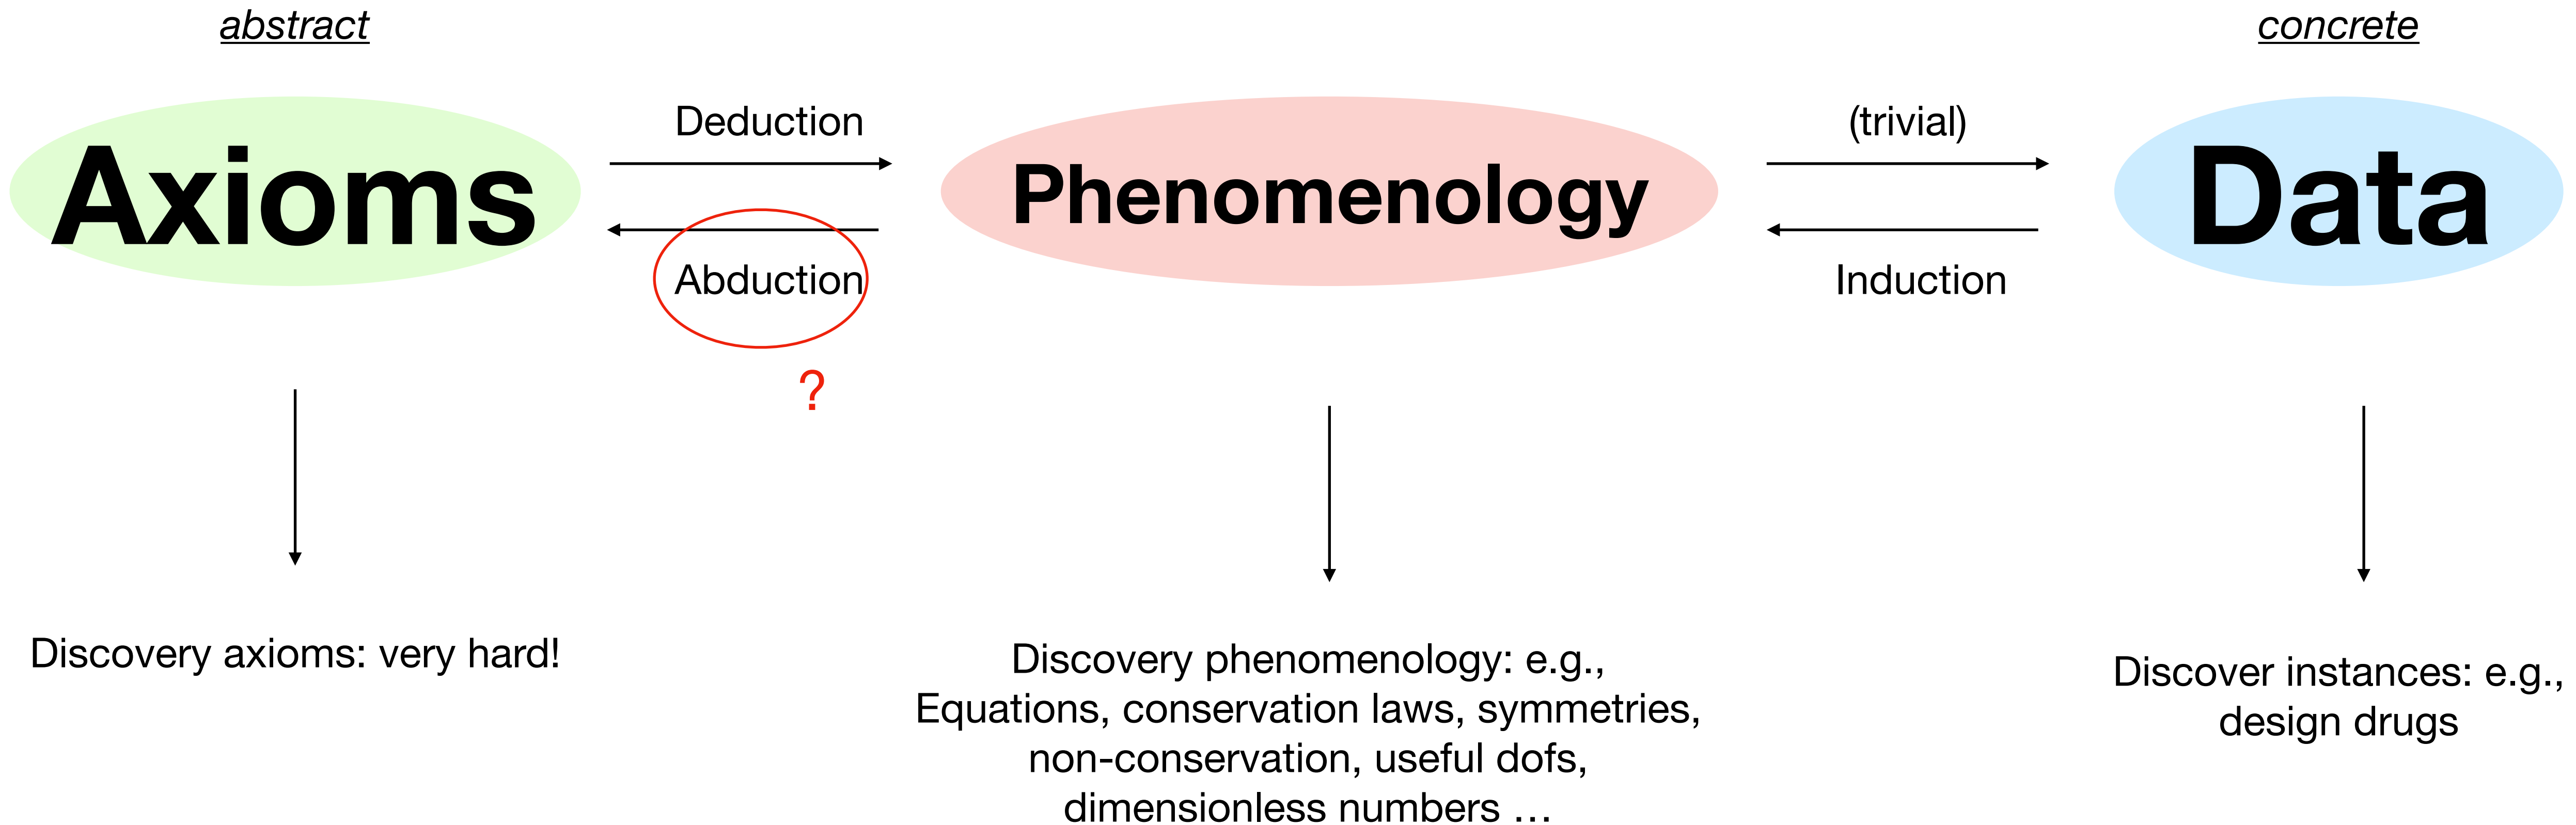 abstract
concrete
Deduction
(trivial)
Axioms
Phenomenology
Data
Abduction
Induction
?
Discovery axioms: very hard!
Discovery phenomenology: e.g.,
Equations, conservation laws, symmetries,
non-conservation, useful dofs,
dimensionless numbers …
Discover instances: e.g.,
design drugs